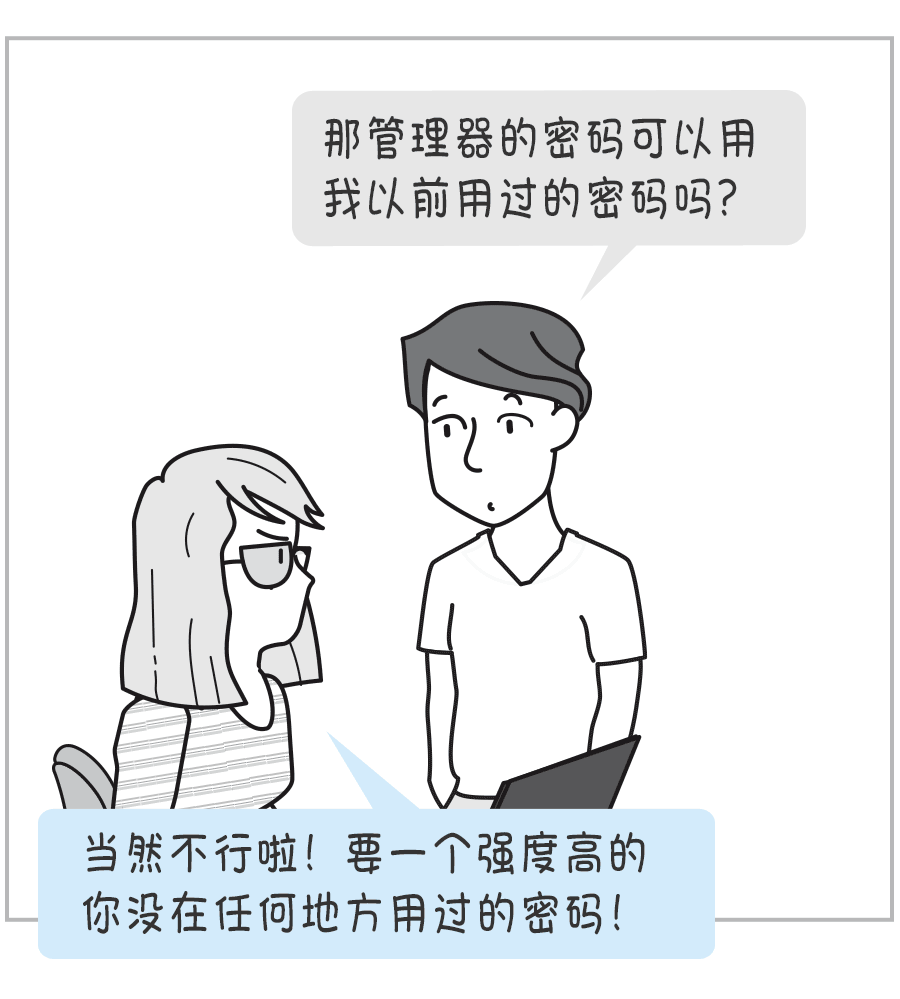 那管理器的密码可以用
我以前用过的密码吗？
当然不行啦！要一个强度高的
你没在任何地方用过的密码！